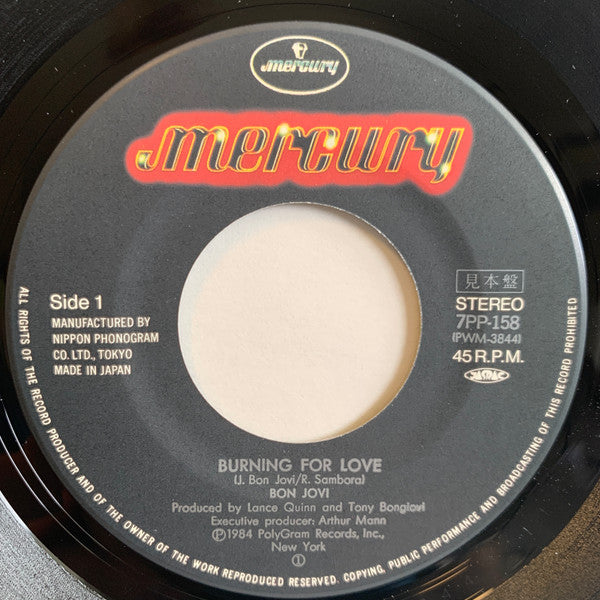 mercury
mercury
Side 1
MANUFACTURED BY
NIPPON PHONOGRAM
CO. LTD., TOKYO
MADE IN JAPAN
見本盤
STEREO
7PP-158
(PWM-3844)
45 R.P.M.
JASRAC
BURNING FOR LOVE
(J. Bon Jovi/R. Sambora)
BON JOVI
Produced by Lance Quinn and Tony Bongiovi
Executive producer: Arthur Mann
Ⓟ1984 PolyGram Records, Inc.,
New York
①
ALL RIGHTS OF THE RECORD PRODUCER AND OF THE OWNER OF THE WORK REPRODUCED RESERVED. COPYING, PUBLIC PERFORMANCE AND BROADCASTING OF THIS RECORD PROHIBITED